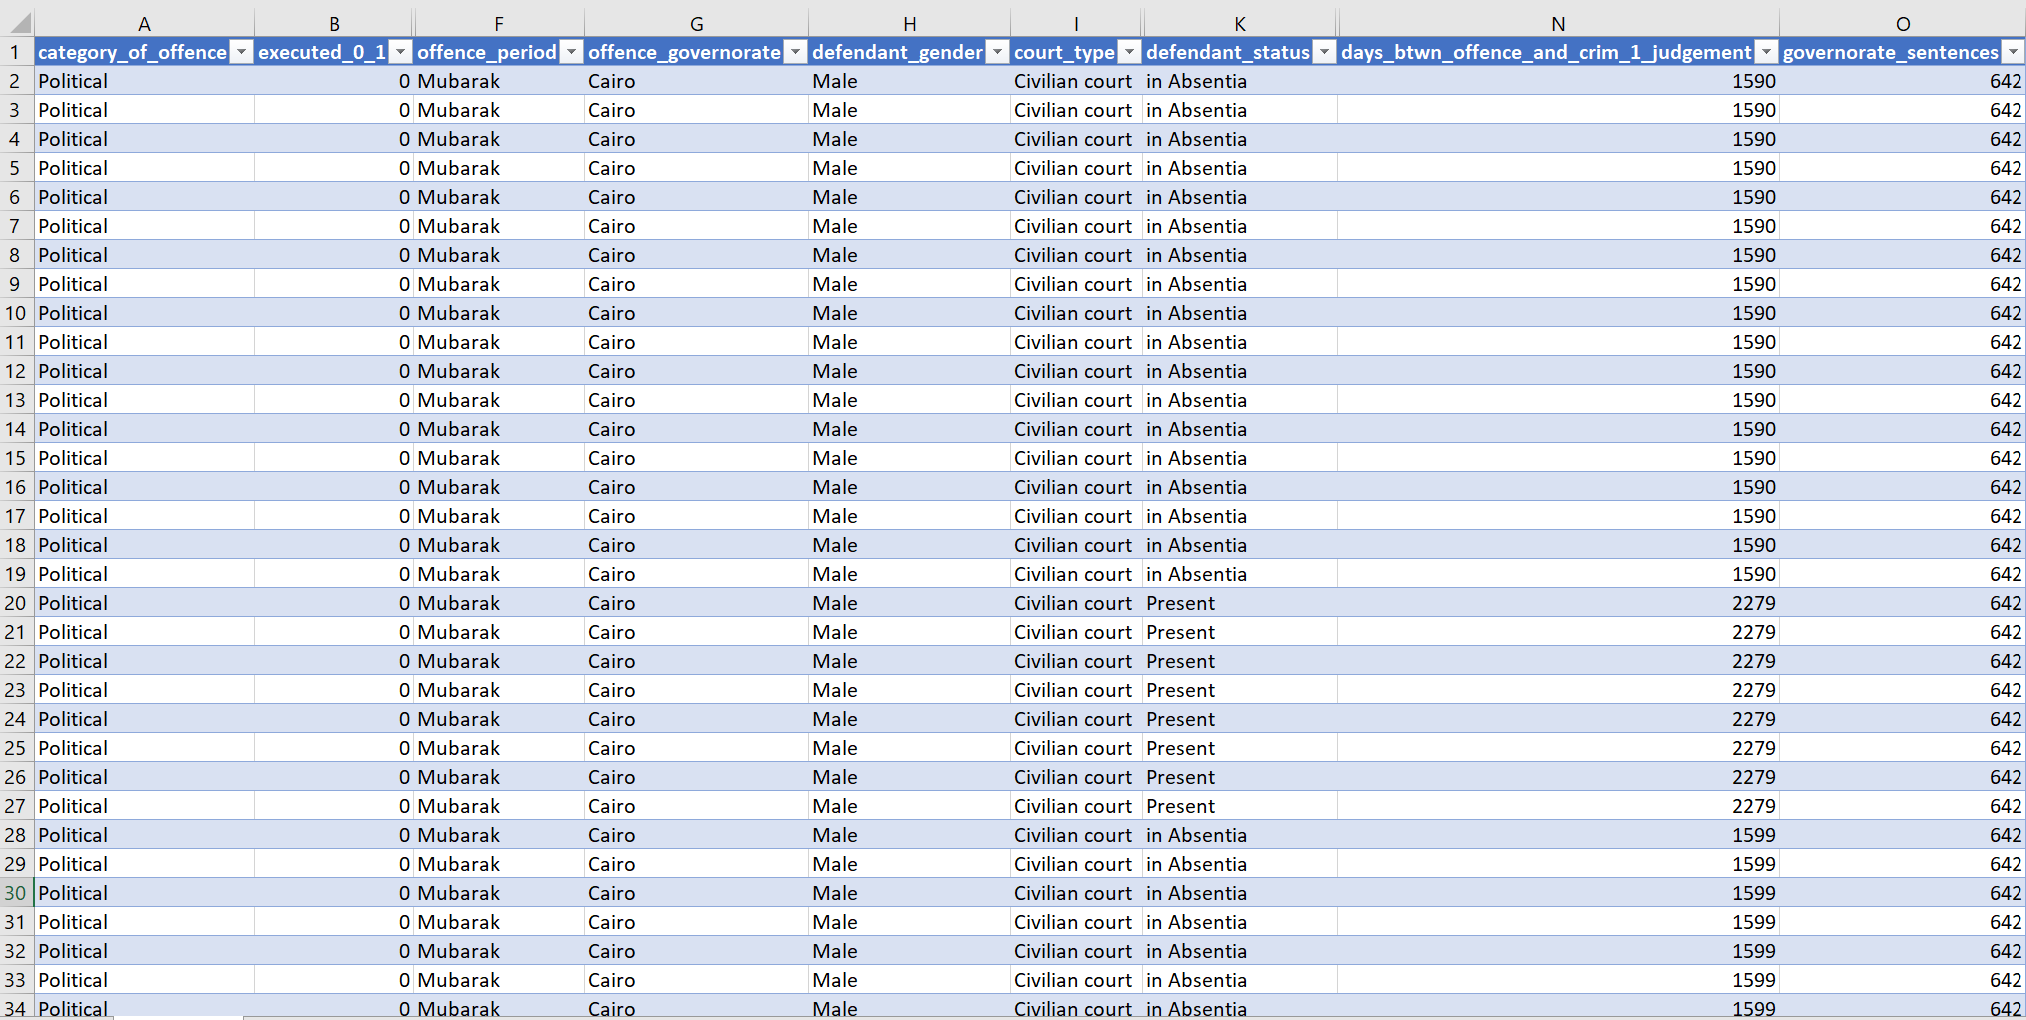 A B F G H I K N O
1 category_of_offence executed_0_1 offence_period offence_governorate defendant_gender court_type defendant_status days_btwn_offence_and_crim_1_judgement governorate_sentences
2 Political 0 Mubarak Cairo Male Civilian court in Absentia 1590 642
3 Political 0 Mubarak Cairo Male Civilian court in Absentia 1590 642
4 Political 0 Mubarak Cairo Male Civilian court in Absentia 1590 642
5 Political 0 Mubarak Cairo Male Civilian court in Absentia 1590 642
6 Political 0 Mubarak Cairo Male Civilian court in Absentia 1590 642
7 Political 0 Mubarak Cairo Male Civilian court in Absentia 1590 642
8 Political 0 Mubarak Cairo Male Civilian court in Absentia 1590 642
9 Political 0 Mubarak Cairo Male Civilian court in Absentia 1590 642
10 Political 0 Mubarak Cairo Male Civilian court in Absentia 1590 642
11 Political 0 Mubarak Cairo Male Civilian court in Absentia 1590 642
12 Political 0 Mubarak Cairo Male Civilian court in Absentia 1590 642
13 Political 0 Mubarak Cairo Male Civilian court in Absentia 1590 642
14 Political 0 Mubarak Cairo Male Civilian court in Absentia 1590 642
15 Political 0 Mubarak Cairo Male Civilian court in Absentia 1590 642
16 Political 0 Mubarak Cairo Male Civilian court in Absentia 1590 642
17 Political 0 Mubarak Cairo Male Civilian court in Absentia 1590 642
18 Political 0 Mubarak Cairo Male Civilian court in Absentia 1590 642
19 Political 0 Mubarak Cairo Male Civilian court in Absentia 1590 642
20 Political 0 Mubarak Cairo Male Civilian court Present 2279 642
21 Political 0 Mubarak Cairo Male Civilian court Present 2279 642
22 Political 0 Mubarak Cairo Male Civilian court Present 2279 642
23 Political 0 Mubarak Cairo Male Civilian court Present 2279 642
24 Political 0 Mubarak Cairo Male Civilian court Present 2279 642
25 Political 0 Mubarak Cairo Male Civilian court Present 2279 642
26 Political 0 Mubarak Cairo Male Civilian court Present 2279 642
27 Political 0 Mubarak Cairo Male Civilian court Present 2279 642
28 Political 0 Mubarak Cairo Male Civilian court in Absentia 1599 642
29 Political 0 Mubarak Cairo Male Civilian court in Absentia 1599 642
30 Political 0 Mubarak Cairo Male Civilian court in Absentia 1599 642
31 Political 0 Mubarak Cairo Male Civilian court in Absentia 1599 642
32 Political 0 Mubarak Cairo Male Civilian court in Absentia 1599 642
33 Political 0 Mubarak Cairo Male Civilian court in Absentia 1599 642
34 Political 0 Mubarak Cairo Male Civilian court in Absentia 1599 642